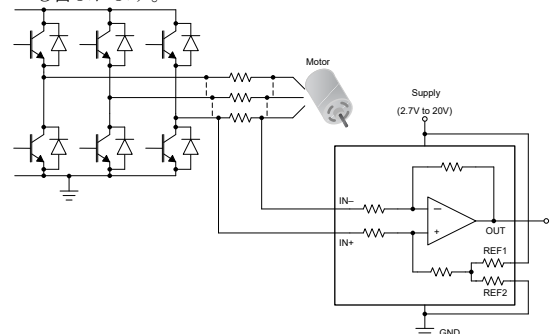 Motor
Supply
(2.7V to 20V)
IN–
IN+
–
+
OUT
REF1
REF2
GND